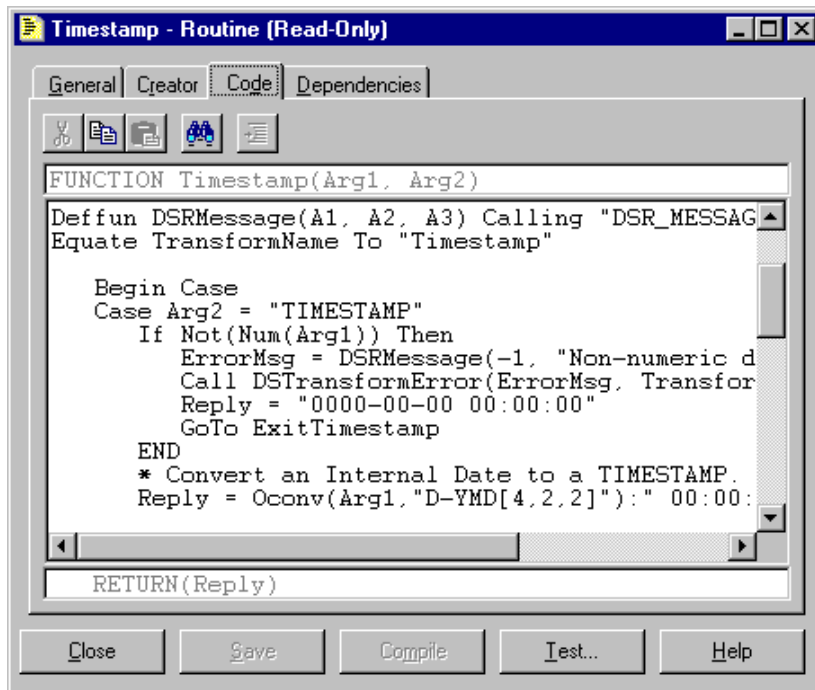 Timestamp - Routine (Read-Only)
General Creator Code Dependencies
FUNCTION Timestamp(Arg1, Arg2)
Deffun DSRMessage(A1, A2, A3) Calling "DSR_MESSAG
Equate TransformName To "Timestamp"
Begin Case
Case Arg2 = "TIMESTAMP"
If Not(Num(Arg1)) Then
ErrorMsg = DSRMessage(-1, "Non-numeric d
Call DSTransformError(ErrorMsg, Transfor
Reply = "0000-00-00 00:00:00"
GoTo ExitTimestamp
END
* Convert an Internal Date to a TIMESTAMP.
Reply = Oconv(Arg1,"D-YMD[4,2,2]"):" 00:00:
RETURN(Reply)
Close Save Compile Test... Help